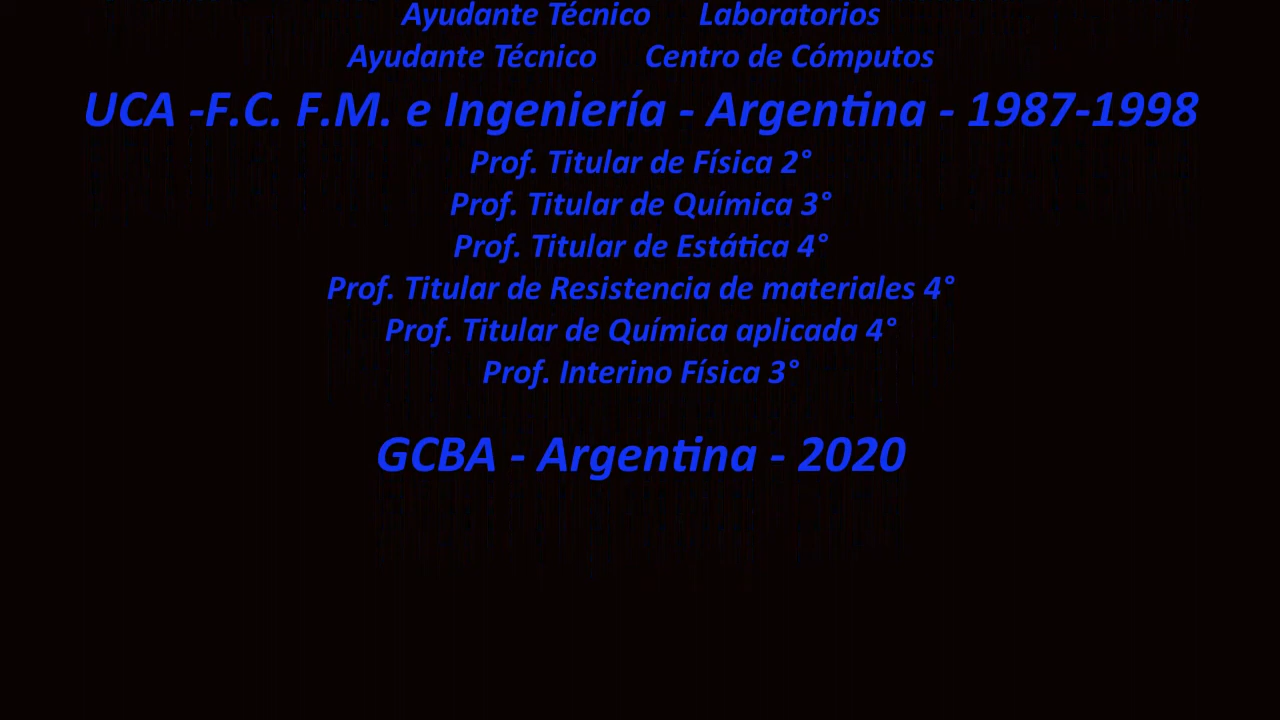 Ayudante Técnico Laboratorios
Ayudante Técnico Centro de Cómputos
UCA -F.C. F.M. e Ingeniería - Argentina - 1987-1998
Prof. Titular de Física 2°
Prof. Titular de Química 3°
Prof. Titular de Estática 4°
Prof. Titular de Resistencia de materiales 4°
Prof. Titular de Química aplicada 4°
Prof. Interino Física 3°
GCBA - Argentina - 2020